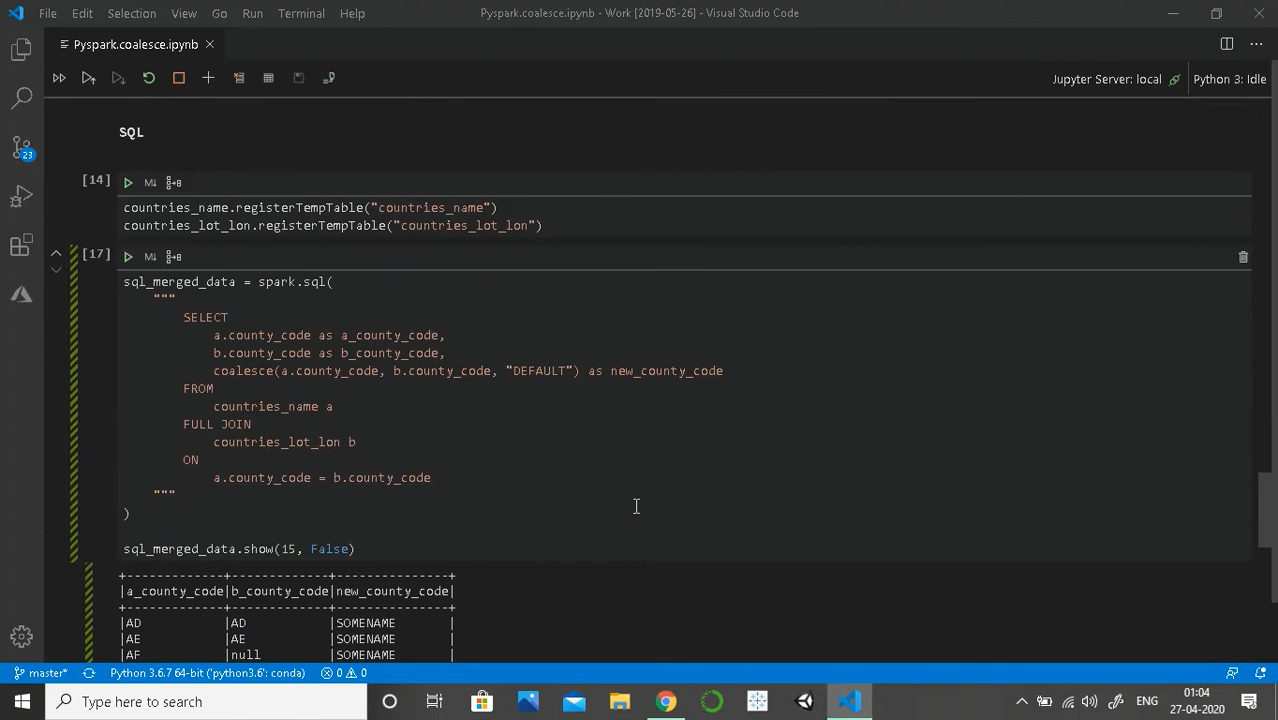 File Edit Selection View Go Run Terminal Help Pyspark.coalesce.ipynb - Work [2019-05-26] - Visual Studio Code
Pyspark.coalesce.ipynb
Jupyter Server: local Python 3: Idle
SQL
[14]
M↓
countries_name.registerTempTable("countries_name")
countries_lot_lon.registerTempTable("countries_lot_lon")
[17]
M↓
sql_merged_data = spark.sql(
"""
SELECT
a.county_code as a_county_code,
b.county_code as b_county_code,
coalesce(a.county_code, b.county_code, "DEFAULT") as new_county_code
FROM
countries_name a
FULL JOIN
countries_lot_lon b
ON
a.county_code = b.county_code
"""
)
sql_merged_data.show(15, False)
+-------------+-------------+---------------+
|a_county_code|b_county_code|new_county_code|
+-------------+-------------+---------------+
|AD |AD |SOMENAME |
|AE |AE |SOMENAME |
|AF |null |SOMENAME |
23
master* Python 3.6.7 64-bit ('python3.6': conda) 0 0
Type here to search
ENG
01:04
27-04-2020